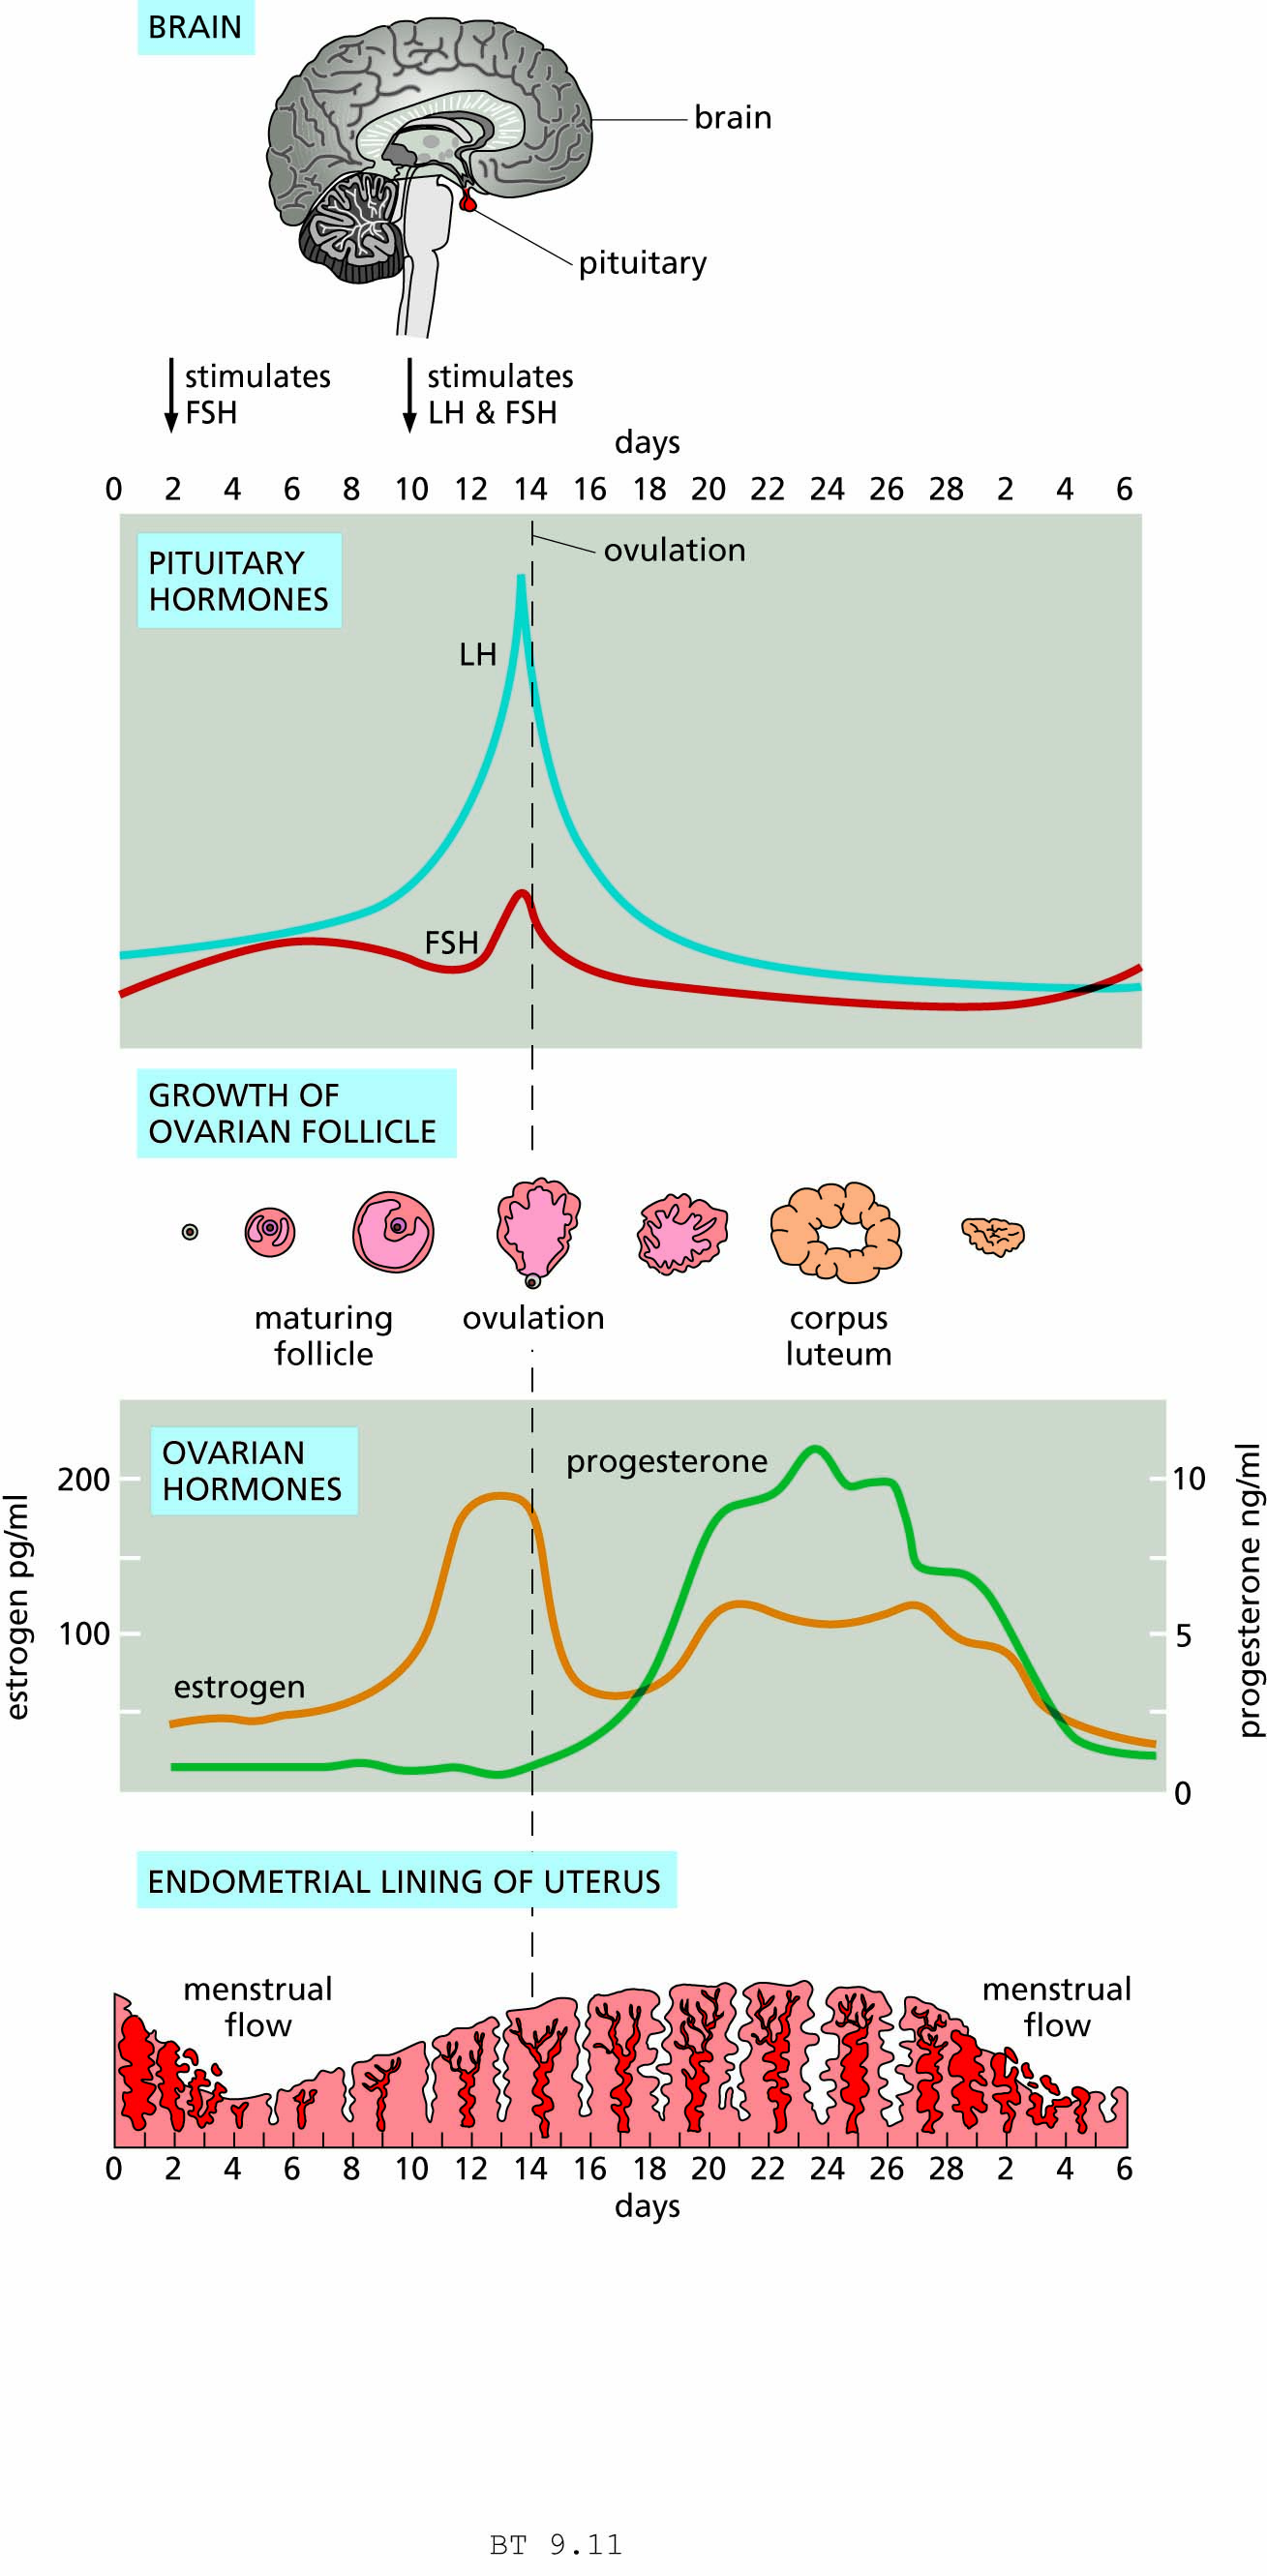 BRAIN
brain
pituitary
stimulates
FSH
stimulates
LH & FSH
days
0 2 4 6 8 10 12 14 16 18 20 22 24 26 28 2 4 6
PITUITARY
HORMONES
ovulation
LH
FSH
GROWTH OF
OVARIAN FOLLICLE
maturing
follicle
ovulation
corpus
luteum
OVARIAN
HORMONES
progesterone
estrogen
estrogen pg/ml
200
100
progesterone ng/ml
10
5
0
ENDOMETRIAL LINING OF UTERUS
menstrual
flow
menstrual
flow
0 2 4 6 8 10 12 14 16 18 20 22 24 26 28 2 4 6
days
BT 9.11